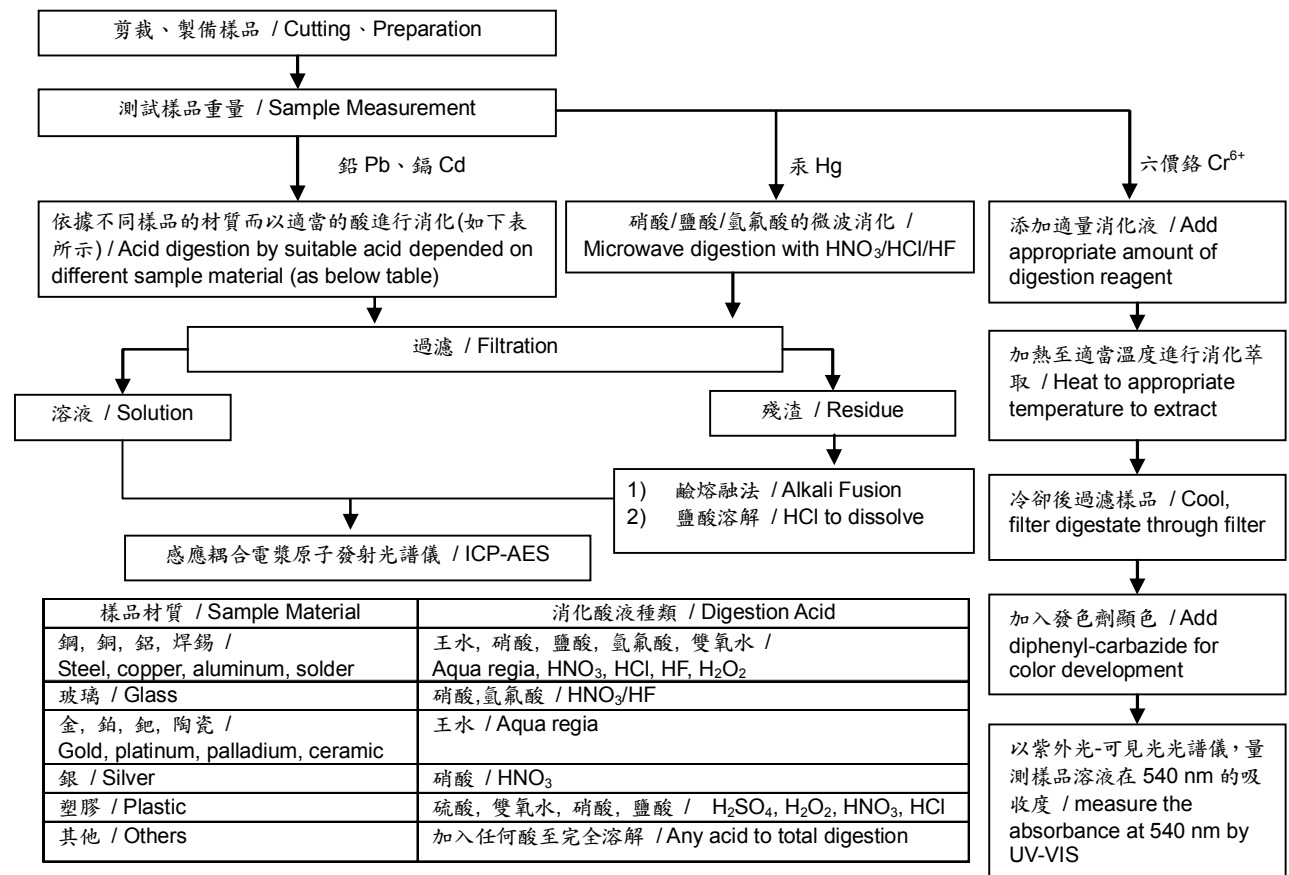 剪裁、製備樣品 / Cutting、Preparation
測試樣品重量 / Sample Measurement
鉛 Pb、鎘 Cd
汞 Hg
六價鉻 Cr⁶⁺
依據不同樣品的材質而以適當的酸進行消化(如下表
所示) / Acid digestion by suitable acid depended on
different sample material (as below table)
硝酸/鹽酸/氫氟酸的微波消化 /
Microwave digestion with HNO₃/HCl/HF
添加適量消化液 / Add
appropriate amount of
digestion reagent
過濾 / Filtration
加熱至適當溫度進行消化萃
取 / Heat to appropriate
temperature to extract
溶液 / Solution
殘渣 / Residue
1) 鹼熔融法 / Alkali Fusion
2) 鹽酸溶解 / HCl to dissolve
冷卻後過濾樣品 / Cool,
filter digestate through filter
感應耦合電漿原子發射光譜儀 / ICP-AES
加入發色劑顯色 / Add
diphenyl-carbazide for
color development
以紫外光-可見光光譜儀,量
測樣品溶液在 540 nm 的吸
收度 / measure the
absorbance at 540 nm by
UV-VIS
樣品材質 / Sample Material
消化酸液種類 / Digestion Acid
鋼, 銅, 鋁, 焊錫 /
Steel, copper, aluminum, solder
王水, 硝酸, 鹽酸, 氫氟酸, 雙氧水 /
Aqua regia, HNO₃, HCl, HF, H₂O₂
玻璃 / Glass
硝酸,氫氟酸 / HNO₃/HF
金, 鉑, 鈀, 陶瓷 /
Gold, platinum, palladium, ceramic
王水 / Aqua regia
銀 / Silver
硝酸 / HNO₃
塑膠 / Plastic
硫酸, 雙氧水, 硝酸, 鹽酸 / H₂SO₄, H₂O₂, HNO₃, HCl
其他 / Others
加入任何酸至完全溶解 / Any acid to total digestion